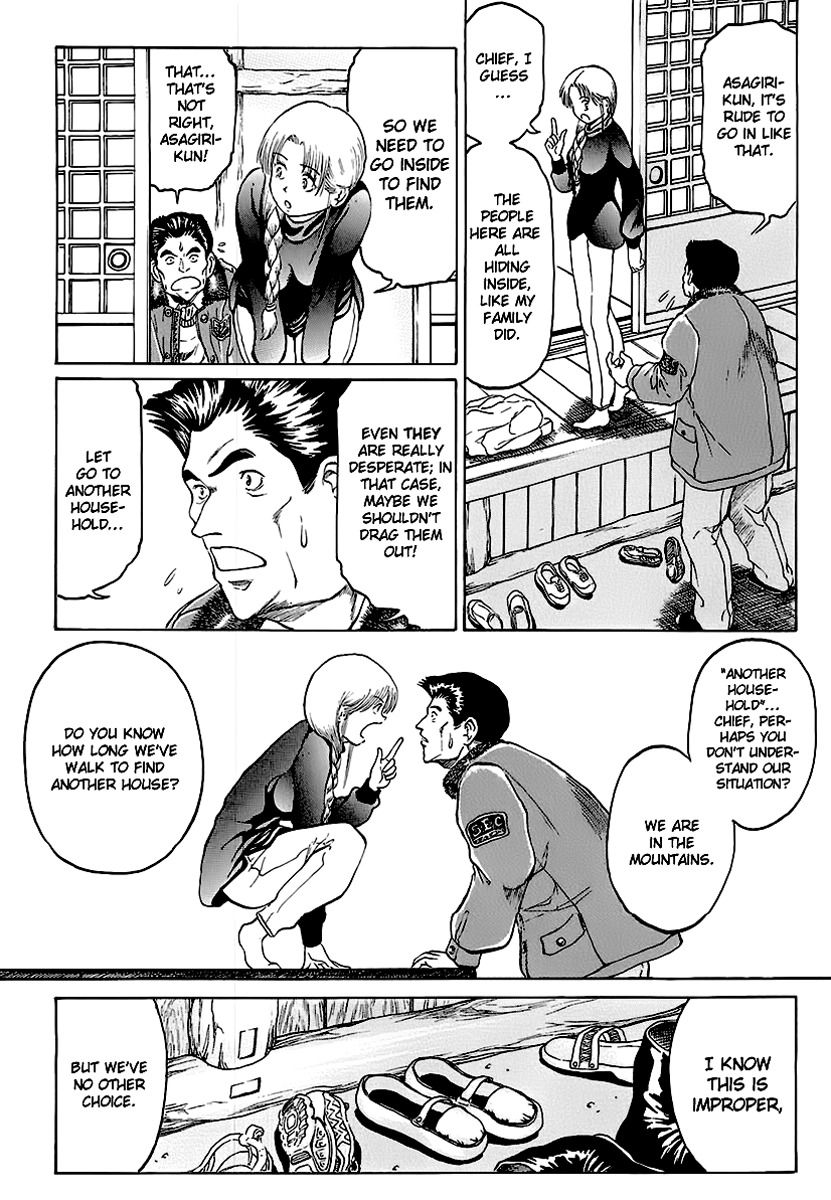 ASAGIRI-
KUN, IT'S
RUDE TO
GO IN LIKE
THAT.
CHIEF, I
GUESS
...
THE
PEOPLE
HERE ARE
ALL
HIDING
INSIDE,
LIKE MY
FAMILY
DID.
SO WE
NEED TO
GO INSIDE
TO FIND
THEM.
THAT...
THAT'S
NOT
RIGHT,
ASAGIRI-
KUN!
EVEN THEY
ARE REALLY
DESPERATE; IN
THAT CASE,
MAYBE WE
SHOULDN'T
DRAG THEM
OUT!
LET
GO TO
ANOTHER
HOUSE-
HOLD...
"ANOTHER
HOUSE-
HOLD"...
CHIEF, PER-
HAPS YOU
DON'T UNDER-
STAND OUR
SITUATION?
WE ARE
IN THE
MOUNTAINS.
S.E.C
DO YOU KNOW
HOW LONG WE'VE
WALK TO FIND
ANOTHER HOUSE?
I KNOW
THIS IS
IMPROPER,
BUT WE'VE
NO OTHER
CHOICE.